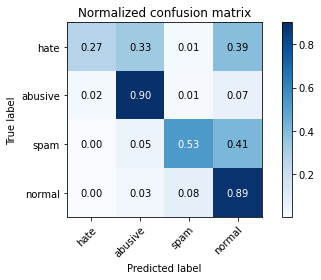 Normalized confusion matrix
True label
hate 0.27 0.33 0.01 0.39
abusive 0.02 0.90 0.01 0.07
spam 0.00 0.05 0.53 0.41
normal 0.00 0.03 0.08 0.89
hate abusive spam normal
Predicted label
0.8
0.6
0.4
0.2